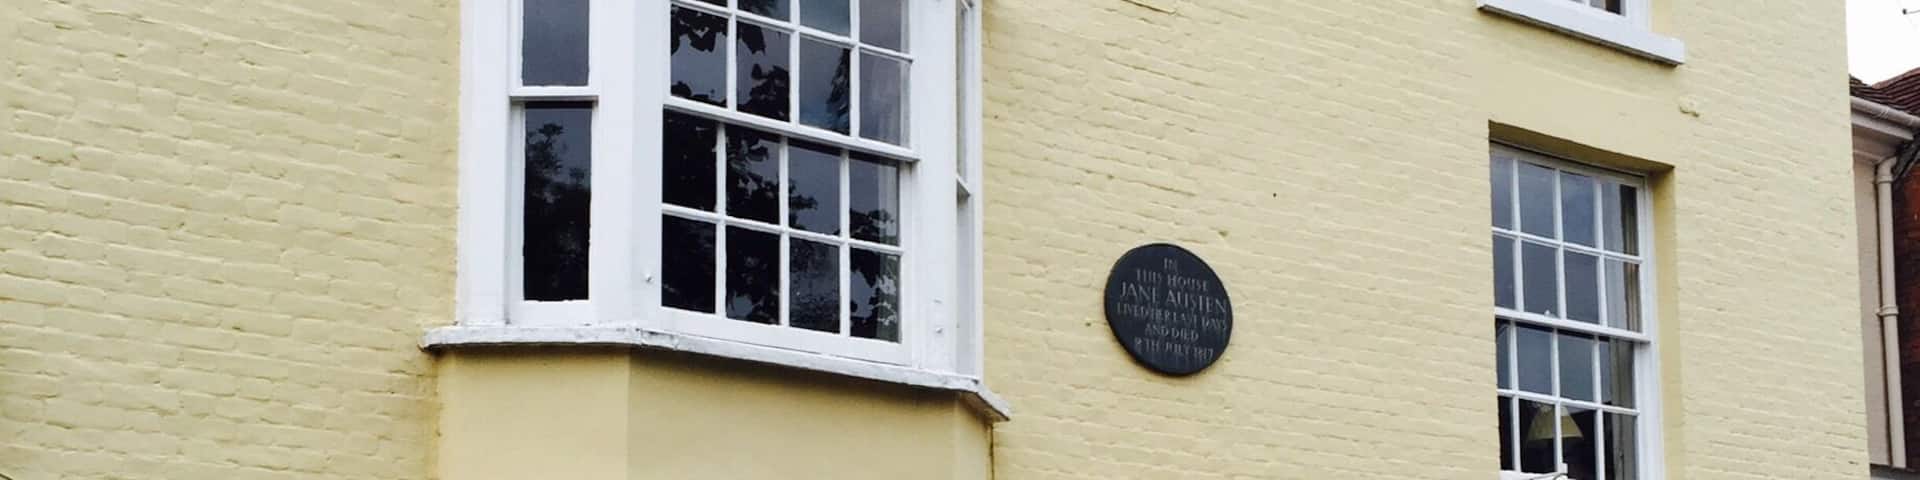 IN
THIS HOUSE
JANE AUSTEN
LIVED HER LAST DAYS
AND DIED
18TH JULY 1817